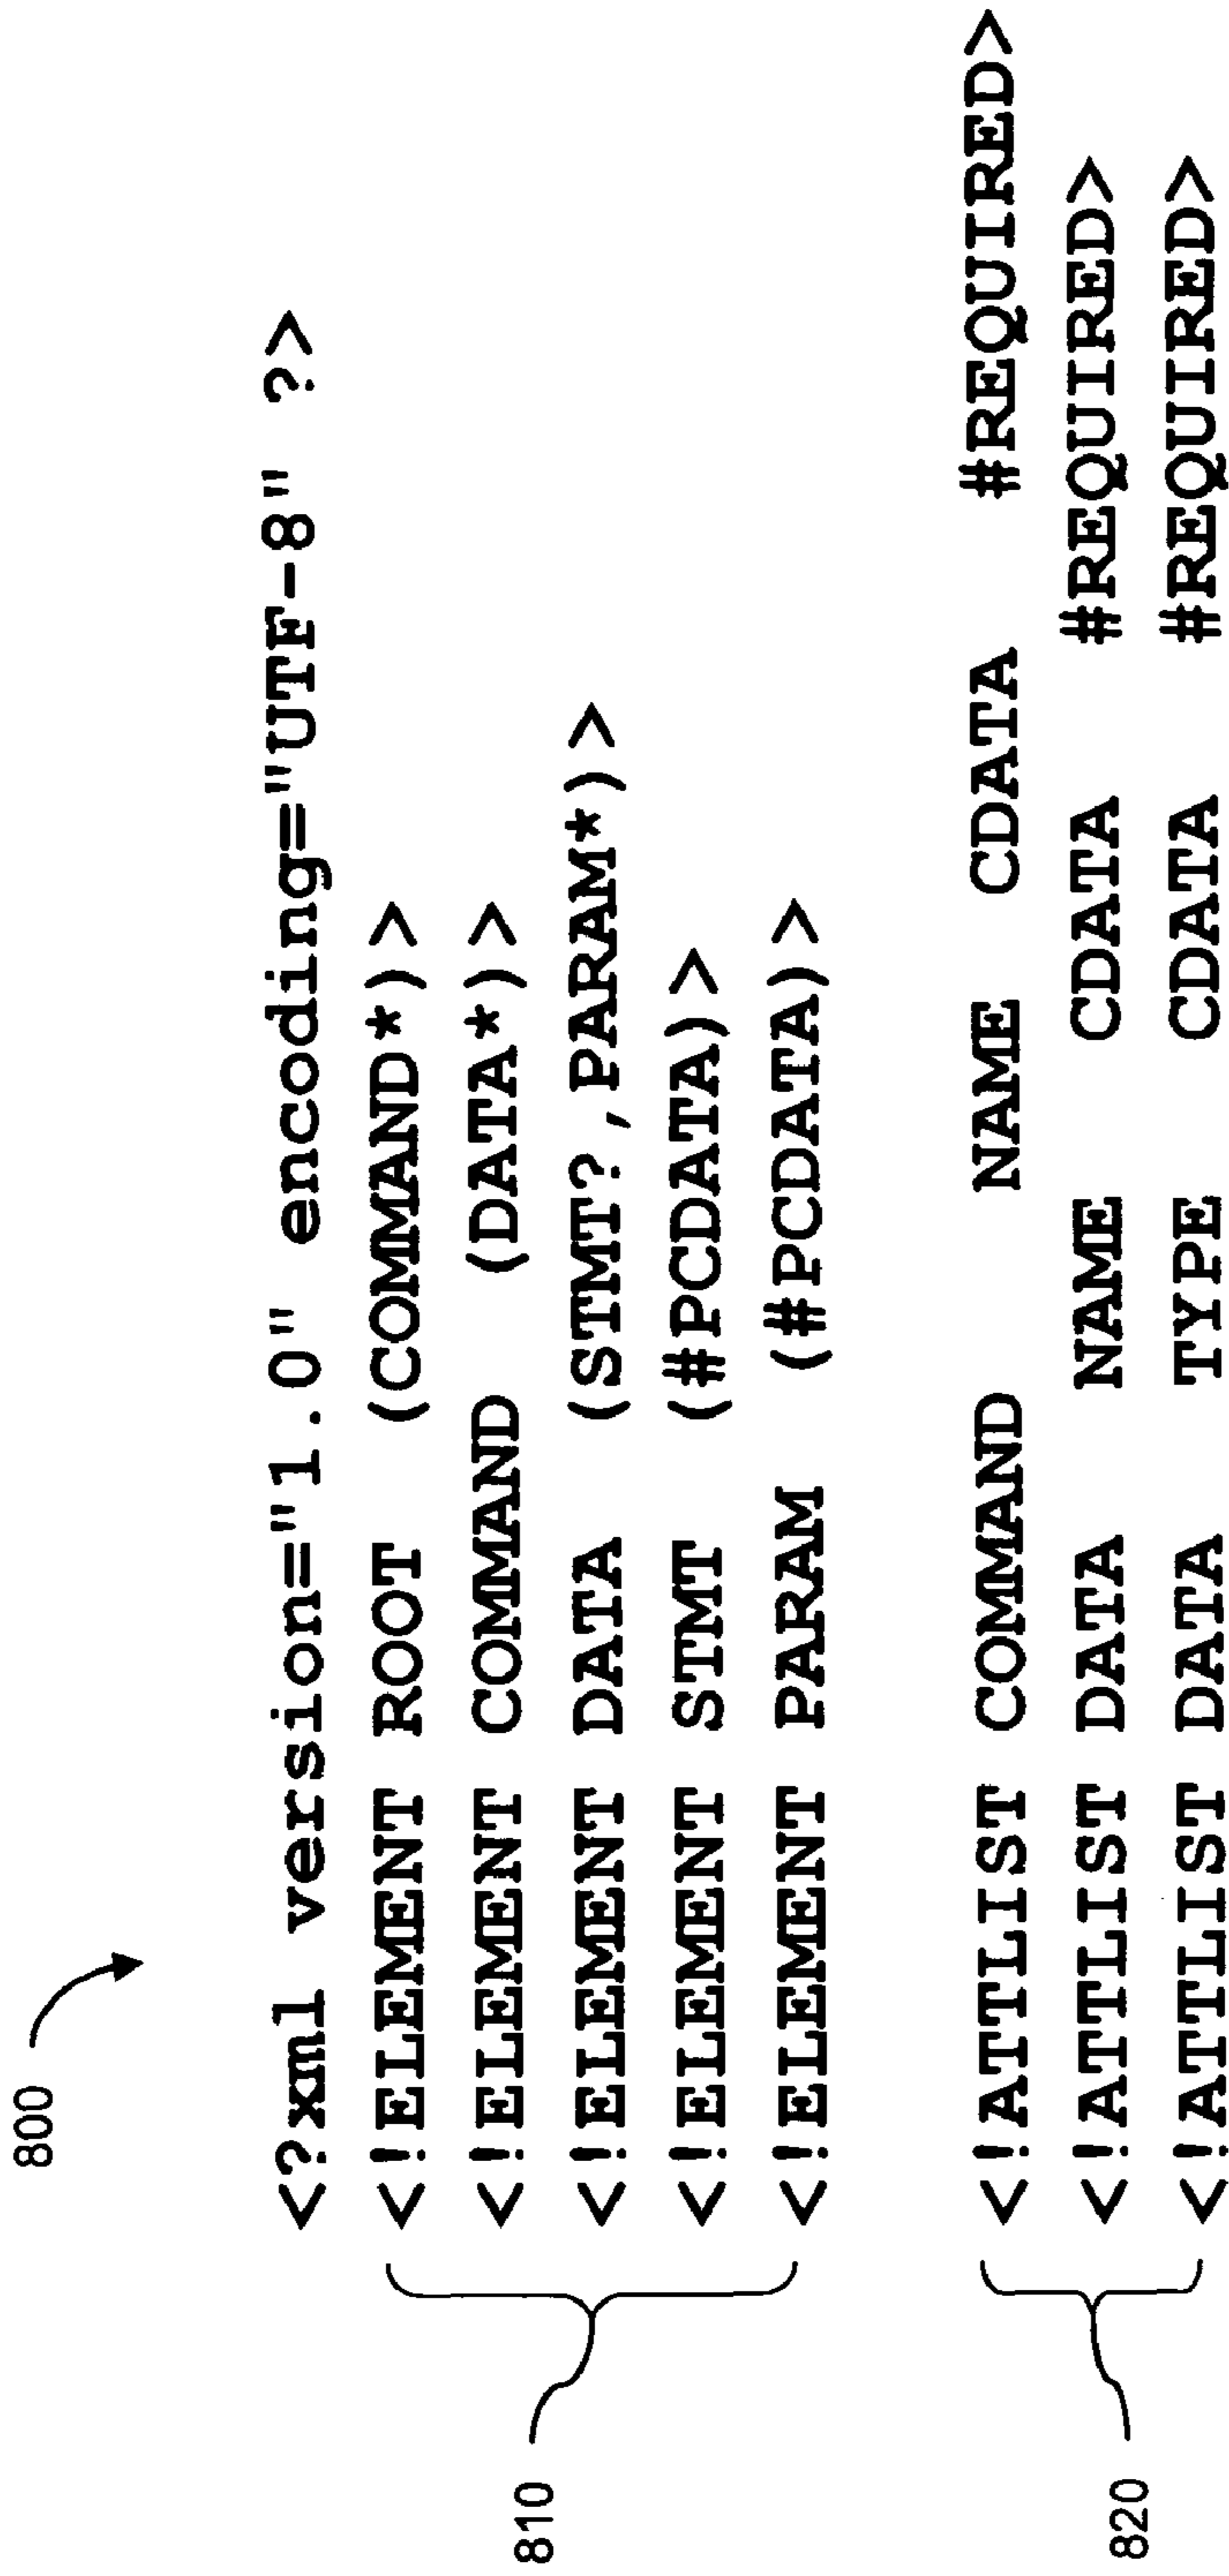 800
<?xml version="1.0" encoding="UTF-8" ?>
<!ELEMENT ROOT (COMMAND*)>
<!ELEMENT COMMAND (DATA*)>
<!ELEMENT DATA (STMT?,PARAM*)>
<!ELEMENT STMT (#PCDATA)>
<!ELEMENT PARAM (#PCDATA)>
810
<!ATTLIST COMMAND NAME CDATA #REQUIRED>
<!ATTLIST DATA NAME CDATA #REQUIRED>
<!ATTLIST DATA TYPE CDATA #REQUIRED>
820